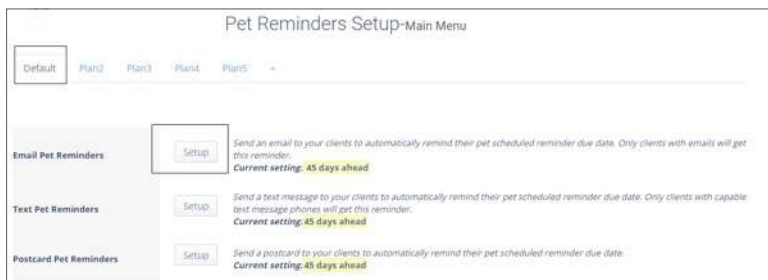 Pet Reminders Setup-Main Menu
Default Plan2 Plan3 Plan4 Plan5 +
Email Pet Reminders
Setup
Send an email to your clients to automatically remind their pet scheduled reminder due date. Only clients with emails will get
this reminder.
Current setting: 45 days ahead
Text Pet Reminders
Setup
Send a text message to your clients to automatically remind their pet scheduled reminder due date. Only clients with capable
text message phones will get this reminder.
Current setting:45 days ahead
Postcard Pet Reminders
Setup
Send a postcard to your clients to automatically remind their pet scheduled reminder due date.
Current setting:45 days ahead